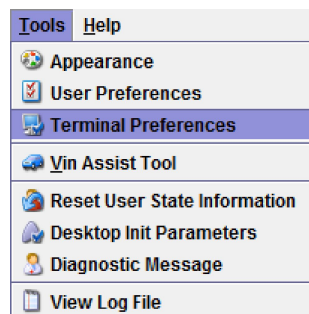 Tools Help
Appearance
User Preferences
Terminal Preferences
Vin Assist Tool
Reset User State Information
Desktop Init Parameters
Diagnostic Message
View Log File